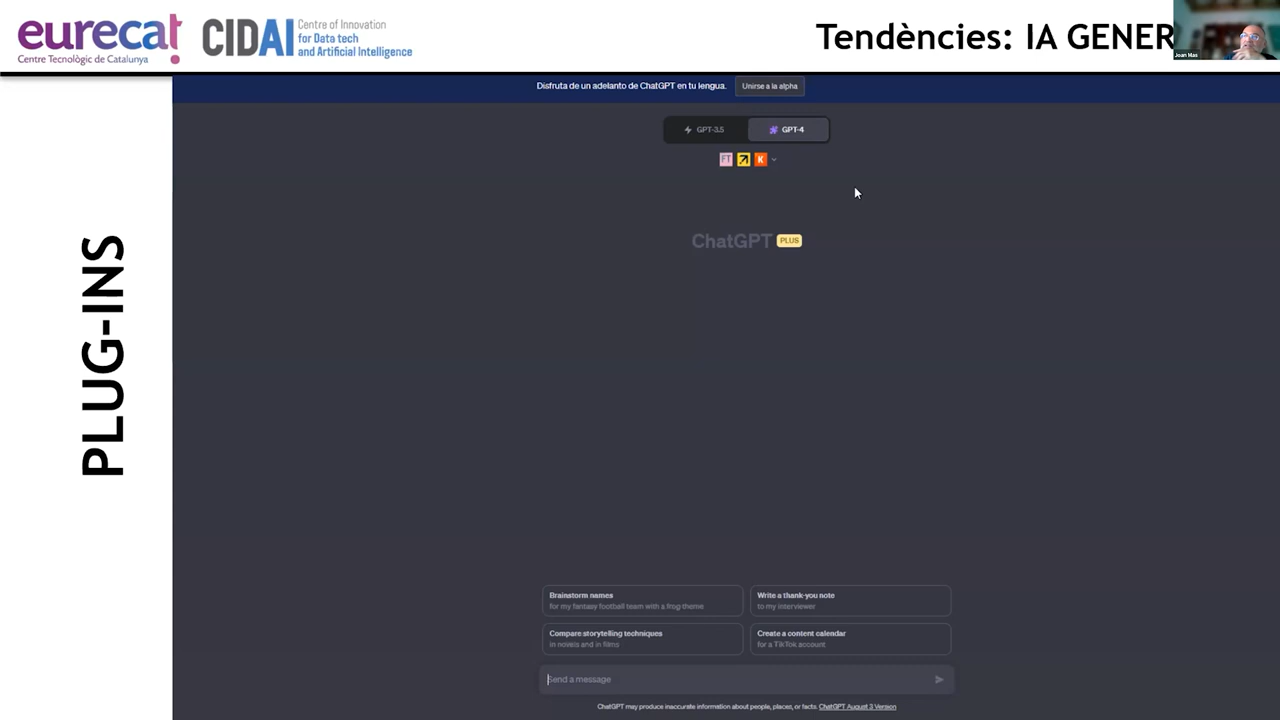 eurecat
Centre Tecnològic de Catalunya
CIDAI
Centre of Innovation
for Data tech
and Artificial Intelligence
Tendències: IA GENER
Joan Mas
PLUG-INS
Disfruta de un adelanto de ChatGPT en tu lengua.
Unirse a la alpha
GPT-3.5
GPT-4
FT
K
ChatGPT PLUS
Brainstorm names
for my fantasy football team with a frog theme
Write a thank-you note
to my interviewer
Compare storytelling techniques
in novels and in films
Create a content calendar
for a TikTok account
Send a message
ChatGPT may produce inaccurate information about people, places, or facts. ChatGPT August 3 Version